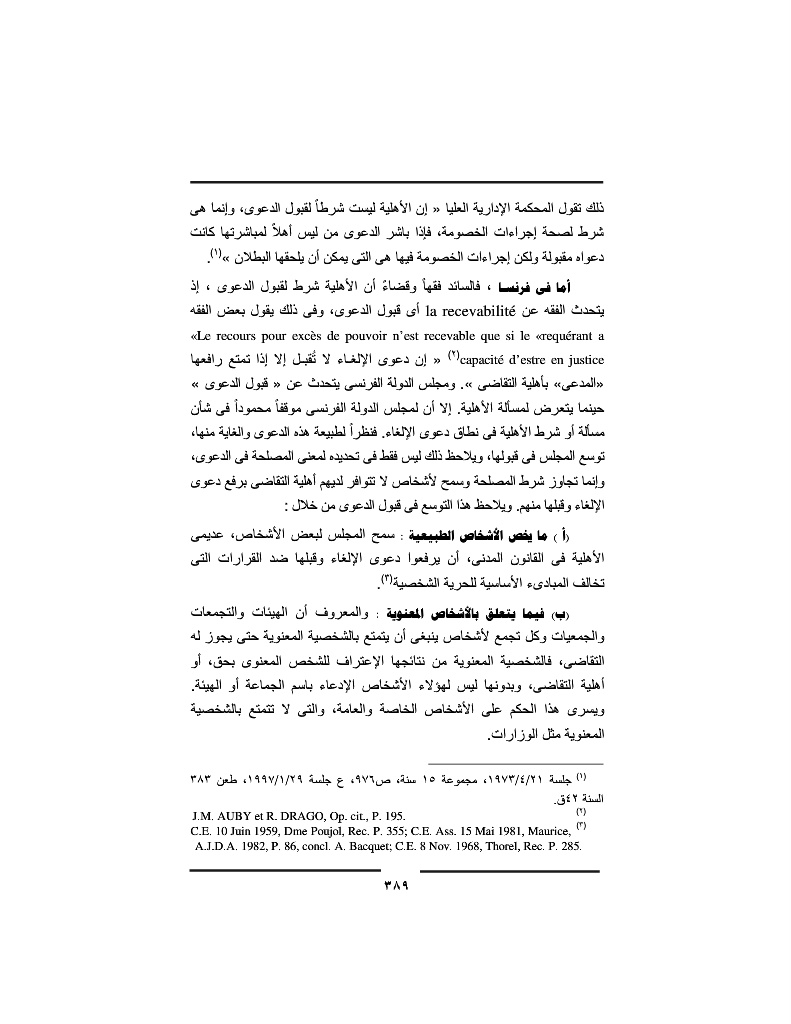 ذلك تقول المحكمة الإدارية العليا « إن الأهلية ليست شرطاً لقبول الدعوى، وإنما هى
شرط لصحة إجراءات الخصومة، فإذا باشر الدعوى من ليس أهلاً لمباشرتها كانت
دعواه مقبولة ولكن إجراءات الخصومة فيها هى التى يمكن أن يلحقها البطلان »(١).
أما فى فرنسا ، فالسائد فقهاً وقضاءً أن الأهلية شرط لقبول الدعوى ، إذ
يتحدث الفقه عن la recevabilité أى قبول الدعوى، وفى ذلك يقول بعض الفقه
«Le recours pour excès de pouvoir n'est recevable que si le «requérant a
capacité d'estre en justice(٢) « إن دعوى الإلغاء لا تُقبل إلا إذا تمتع رافعها
«المدعى» بأهلية التقاضى ». ومجلس الدولة الفرنسى يتحدث عن « قبول الدعوى »
حينما يتعرض لمسألة الأهلية. إلا أن لمجلس الدولة الفرنسى موقفاً محموداً فى شأن
مسألة أو شرط الأهلية فى نطاق دعوى الإلغاء. فنظراً لطبيعة هذه الدعوى والغاية منها،
توسع المجلس فى قبولها، ويلاحظ ذلك ليس فقط فى تحديده لمعنى المصلحة فى الدعوى،
وإنما تجاوز شرط المصلحة وسمح لأشخاص لا تتوافر لديهم أهلية التقاضى برفع دعوى
الإلغاء وقبلها منهم. ويلاحظ هذا التوسع فى قبول الدعوى من خلال :
(أ ) ما يخص الأشخاص الطبيعية : سمح المجلس لبعض الأشخاص، عديمى
الأهلية فى القانون المدنى، أن يرفعوا دعوى الإلغاء وقبلها ضد القرارات التى
تخالف المبادىء الأساسية للحرية الشخصية(٣).
(ب) فيما يتعلق بالأشخاص المعنوية : والمعروف أن الهيئات والتجمعات
والجمعيات وكل تجمع لأشخاص ينبغى أن يتمتع بالشخصية المعنوية حتى يجوز له
التقاضى، فالشخصية المعنوية من نتائجها الإعتراف للشخص المعنوى بحق، أو
أهلية التقاضى، وبدونها ليس لهؤلاء الأشخاص الإدعاء باسم الجماعة أو الهيئة.
ويسرى هذا الحكم على الأشخاص الخاصة والعامة، والتى لا تتمتع بالشخصية
المعنوية مثل الوزارات.
(١) جلسة ١٩٧٣/٤/٢١، مجموعة ١٥ سنة، ص٩٧٦، ع جلسة ١٩٩٧/١/٢٩، طعن ٣٨٣
السنة ٤٢ق.
(٢) J.M. AUBY et R. DRAGO, Op. cit., P. 195.
(٣) C.E. 10 Juin 1959, Dme Poujol, Rec. P. 355; C.E. Ass. 15 Mai 1981, Maurice,
A.J.D.A. 1982, P. 86, concl. A. Bacquet; C.E. 8 Nov. 1968, Thorel, Rec. P. 285.
٣٨٩